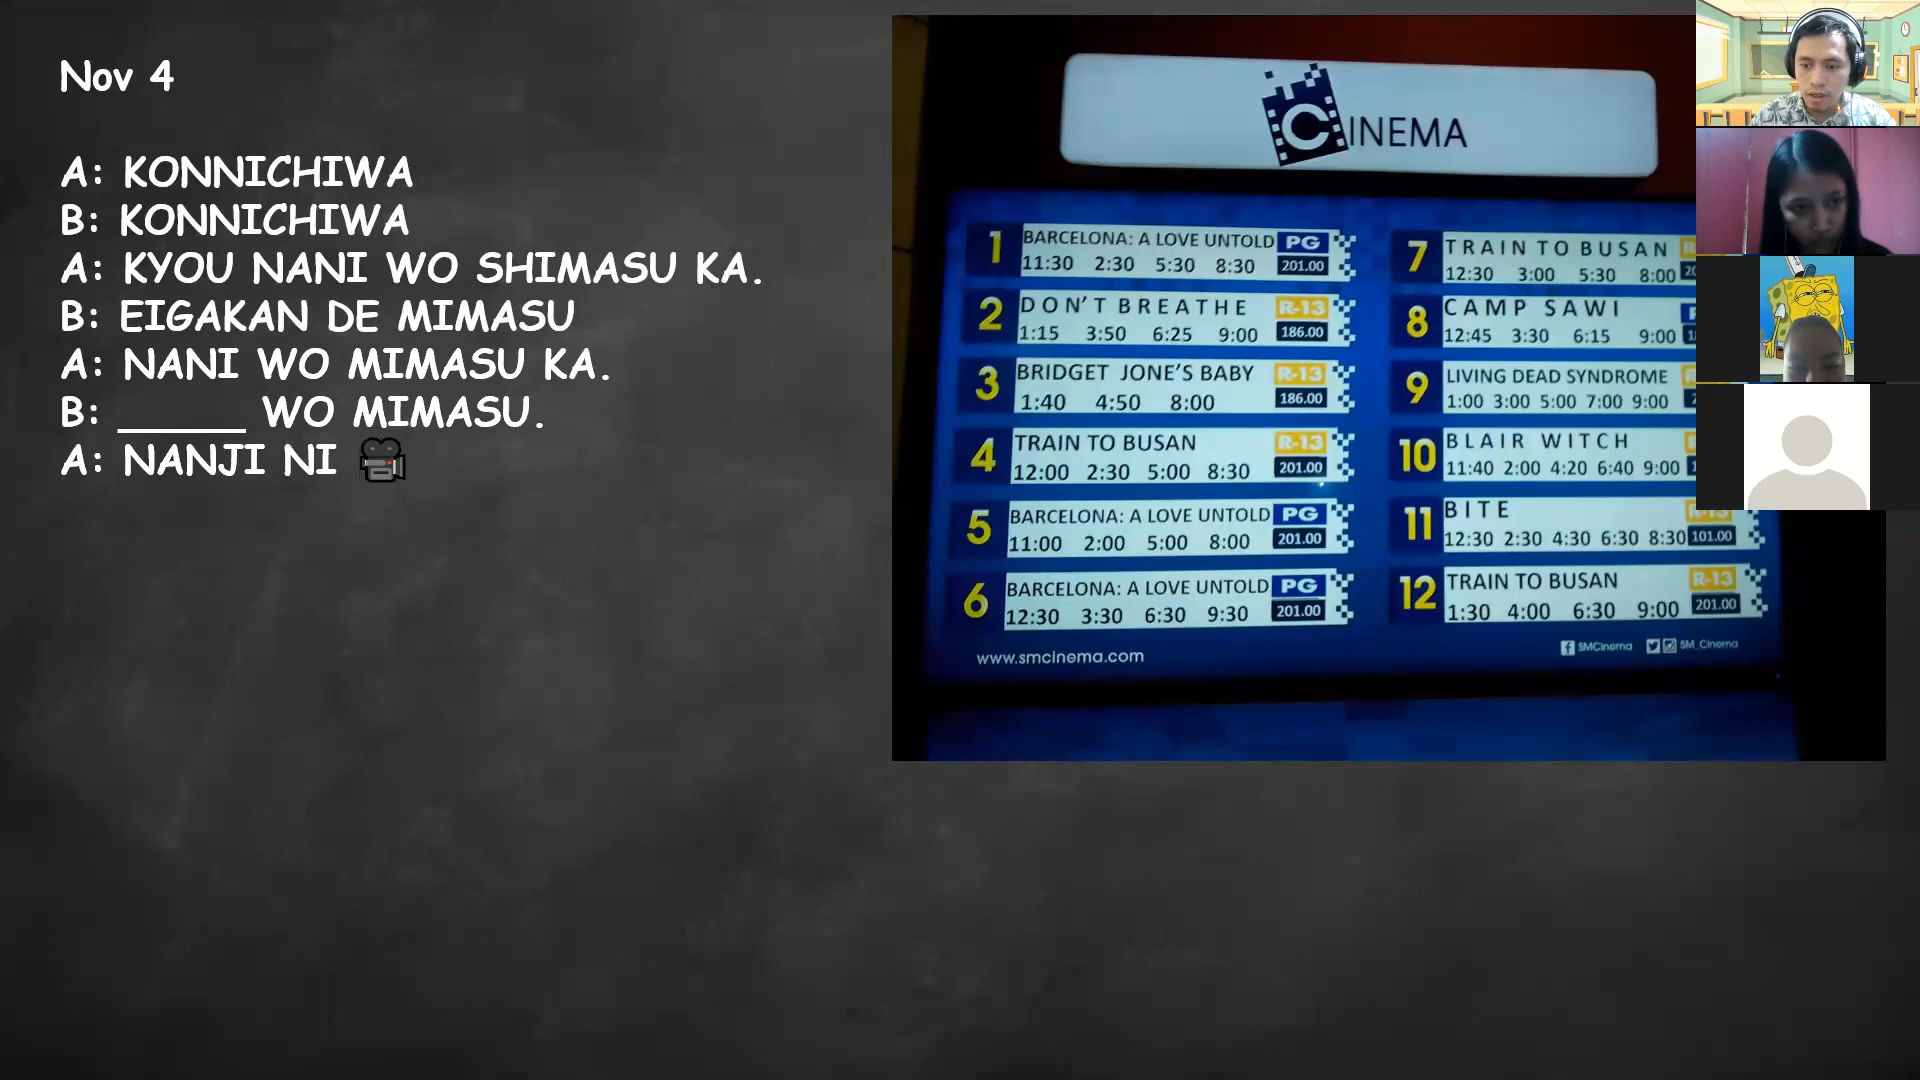 Nov 4
A: KONNICHIWA
B: KONNICHIWA
A: KYOU NANI WO SHIMASU KA.
B: EIGAKAN DE MIMASU
A: NANI WO MIMASU KA.
B: _____ WO MIMASU.
A: NANJI NI
CINEMA
1 BARCELONA: A LOVE UNTOLD PG
11:30 2:30 5:30 8:30 201.00
2 DON'T BREATHE R-13
1:15 3:50 6:25 9:00 186.00
3 BRIDGET JONE'S BABY R-13
1:40 4:50 8:00 186.00
4 TRAIN TO BUSAN R-13
12:00 2:30 5:00 8:30 201.00
5 BARCELONA: A LOVE UNTOLD PG
11:00 2:00 5:00 8:00 201.00
6 BARCELONA: A LOVE UNTOLD PG
12:30 3:30 6:30 9:30 201.00
7 TRAIN TO BUSAN
12:30 3:00 5:30 8:00
8 CAMP SAWI
12:45 3:30 6:15 9:00
9 LIVING DEAD SYNDROME
1:00 3:00 5:00 7:00 9:00
10 BLAIR WITCH
11:40 2:00 4:20 6:40 9:00
11 BITE R-13
12:30 2:30 4:30 6:30 8:30 101.00
12 TRAIN TO BUSAN R-13
1:30 4:00 6:30 9:00 201.00
www.smcinema.com
SMCinema SM_Cinema